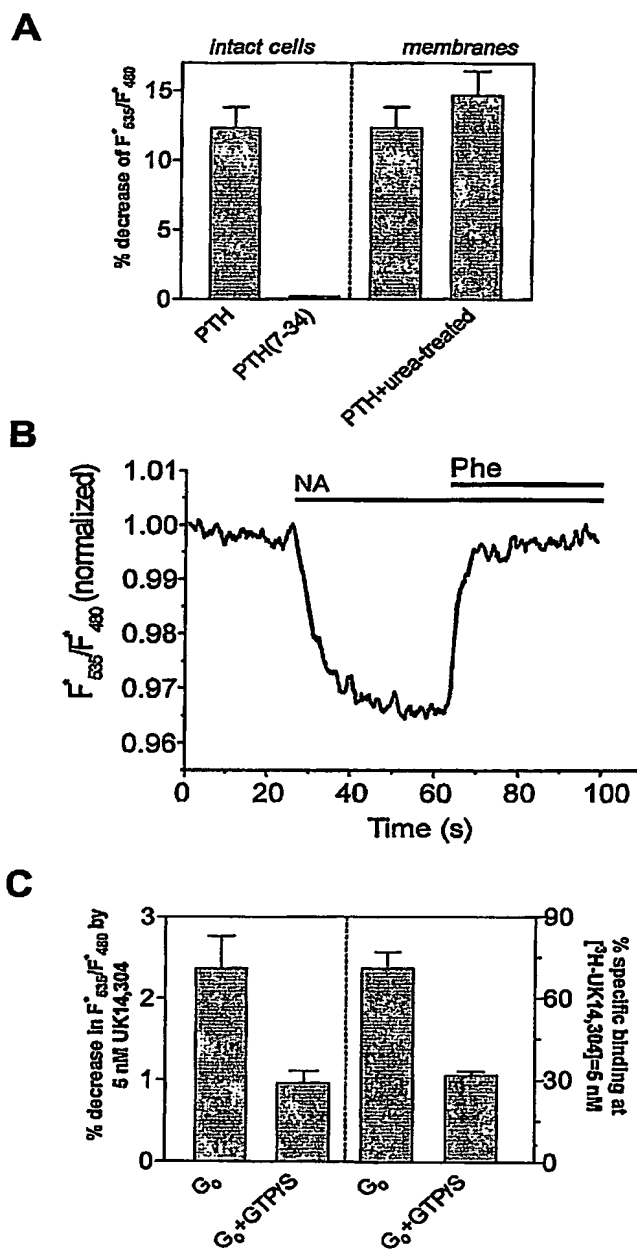 A
intact cells
membranes
% decrease of F*535/F*480
15
10
5
0
PTH
PTH(7-34)
PTH+urea-treated
B
F*535/F*480 (normalized)
1.01
1.00
0.99
0.98
0.97
0.96
NA
Phe
0
20
40
60
80
100
Time (s)
C
% decrease in F*535/F*480 by
5 nM UK14,304
3
2
1
0
90
60
30
0
% specific binding at
[³H-UK14,304]=5 nM
Go
Go+GTPγS
Go
Go+GTPγS